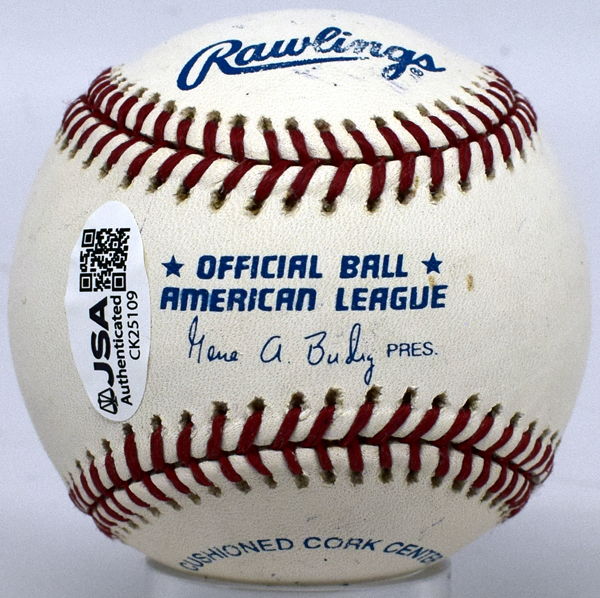 Rawlings®
★ OFFICIAL BALL ★
AMERICAN LEAGUE
Gene A. Budig PRES.
JSA
Authenticated
CK25109
CUSHIONED CORK CENTER